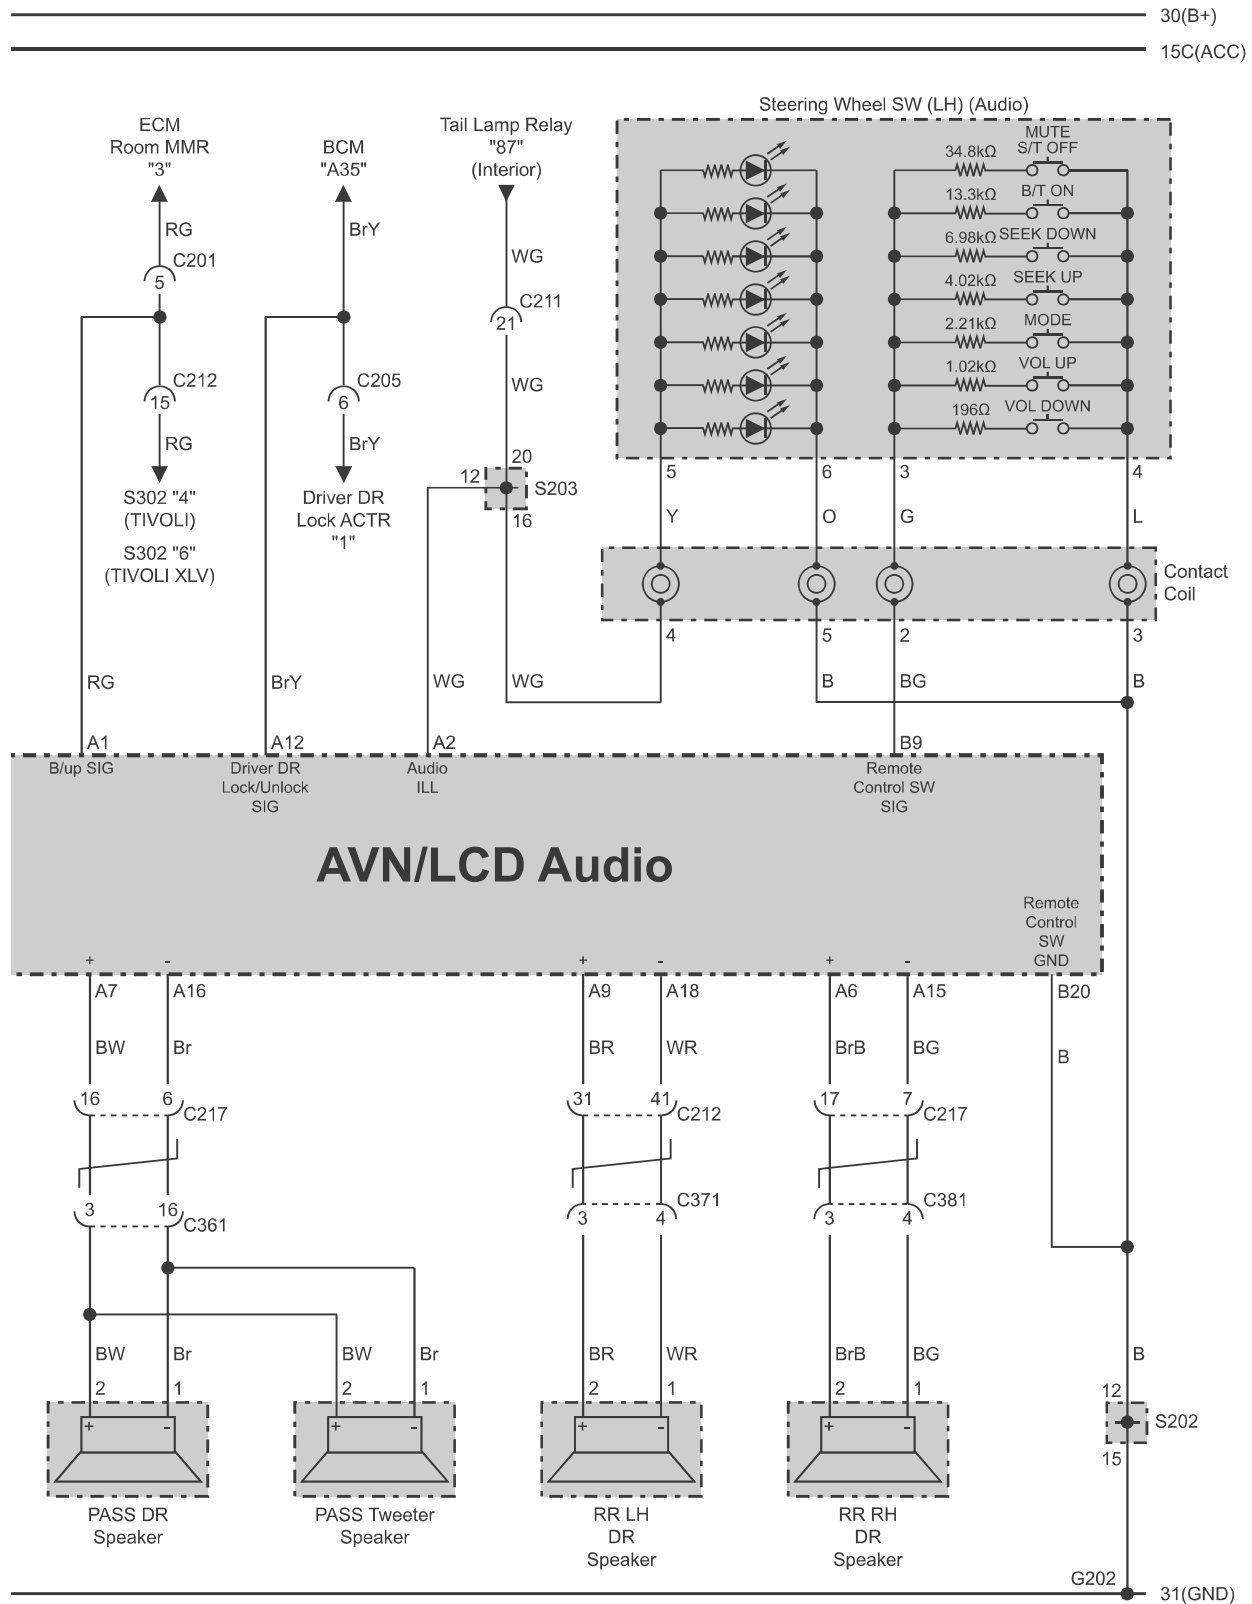 30(B+)
15C(ACC)
Steering Wheel SW (LH) (Audio)
ECM
Room MMR
"3"
BCM
"A35"
Tail Lamp Relay
"87"
(Interior)
MUTE
S/T OFF
34.8kΩ
B/T ON
13.3kΩ
SEEK DOWN
6.98kΩ
SEEK UP
4.02kΩ
MODE
2.21kΩ
VOL UP
1.02kΩ
VOL DOWN
196Ω
RG
BrY
WG
C201
5
C211
21
C212
15
C205
6
WG
RG
BrY
20
12
S203
16
5
6
3
4
S302 "4"
(TIVOLI)
S302 "6"
(TIVOLI XLV)
Driver DR
Lock ACTR
"1"
Y
O
G
L
Contact
Coil
4
5
2
3
RG
BrY
WG
WG
B
BG
B
A1
A12
A2
B9
B/up SIG
Driver DR
Lock/Unlock
SIG
Audio
ILL
Remote
Control SW
SIG
AVN/LCD Audio
Remote
Control
SW
GND
+
-
+
-
+
-
A7
A16
A9
A18
A6
A15
B20
BW
Br
BR
WR
BrB
BG
B
16
6
C217
31
41
C212
17
7
C217
3
16
C361
3
4
C371
3
4
C381
BW
Br
BW
Br
BR
WR
BrB
BG
B
2
1
2
1
2
1
2
1
12
S202
15
+
-
+
-
+
-
+
-
PASS DR
Speaker
PASS Tweeter
Speaker
RR LH
DR
Speaker
RR RH
DR
Speaker
G202
31(GND)